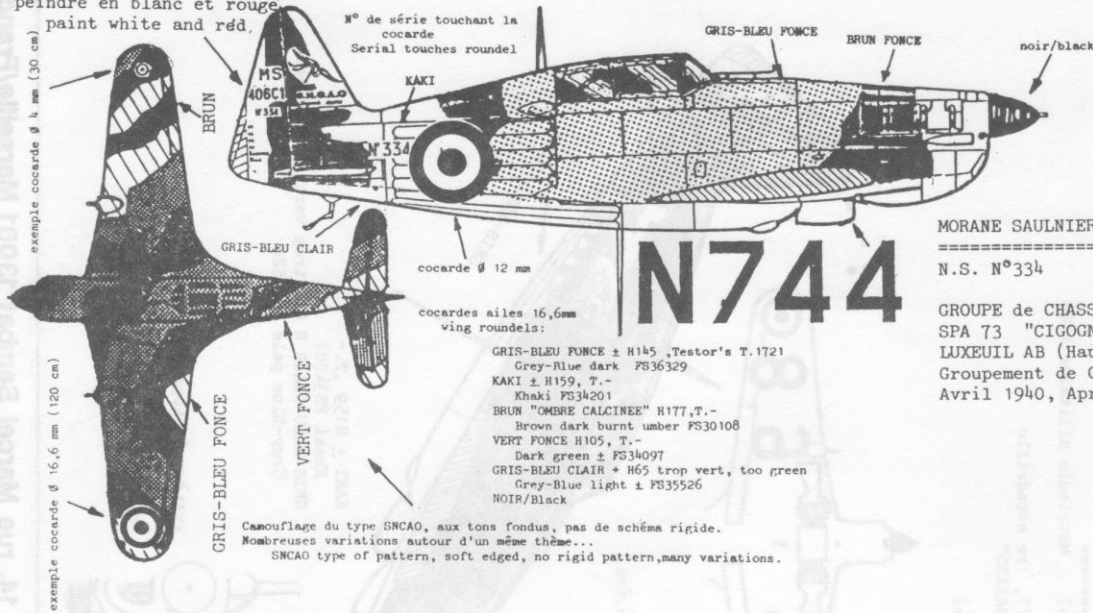 peindre en blanc et rouge
paint white and red.
N° de série touchant la
cocarde
Serial touches roundel
KAKI
GRIS-BLEU FONCE
BRUN FONCE
noir/black
MS
406C1
N°334
N°334
exemple cocarde Ø 4 mm (30 cm)
BRUN
GRIS-BLEU CLAIR
cocarde Ø 12 mm
cocardes ailes 16,6mm
wing roundels:
N744
MORANE SAULNIER
N.S. N°334
GROUPE de CHASS
SPA 73 "CIGOGN
LUXEUIL AB (Hau
Groupement de C
Avril 1940, Apr
GRIS-BLEU FONCE ± H145 ,Testor's T.1721
Grey-Blue dark FS36329
KAKI ± H159, T.-
Khaki FS34201
BRUN "OMBRE CALCINEE" H177,T.-
Brown dark burnt umber FS30108
VERT FONCE H105, T.-
Dark green ± FS34097
GRIS-BLEU CLAIR + H65 trop vert, too green
Grey-Blue light ± FS35526
NOIR/Black
exemple cocarde Ø 16,6 mm (120 cm)
GRIS-BLEU FONCE
VERT FONCE
Camouflage du type SNCAO, aux tons fondus, pas de schéma rigide.
Nombreuses variations autour d'un même thème...
SNCAO type of pattern, soft edged, no rigid pattern,many variations.